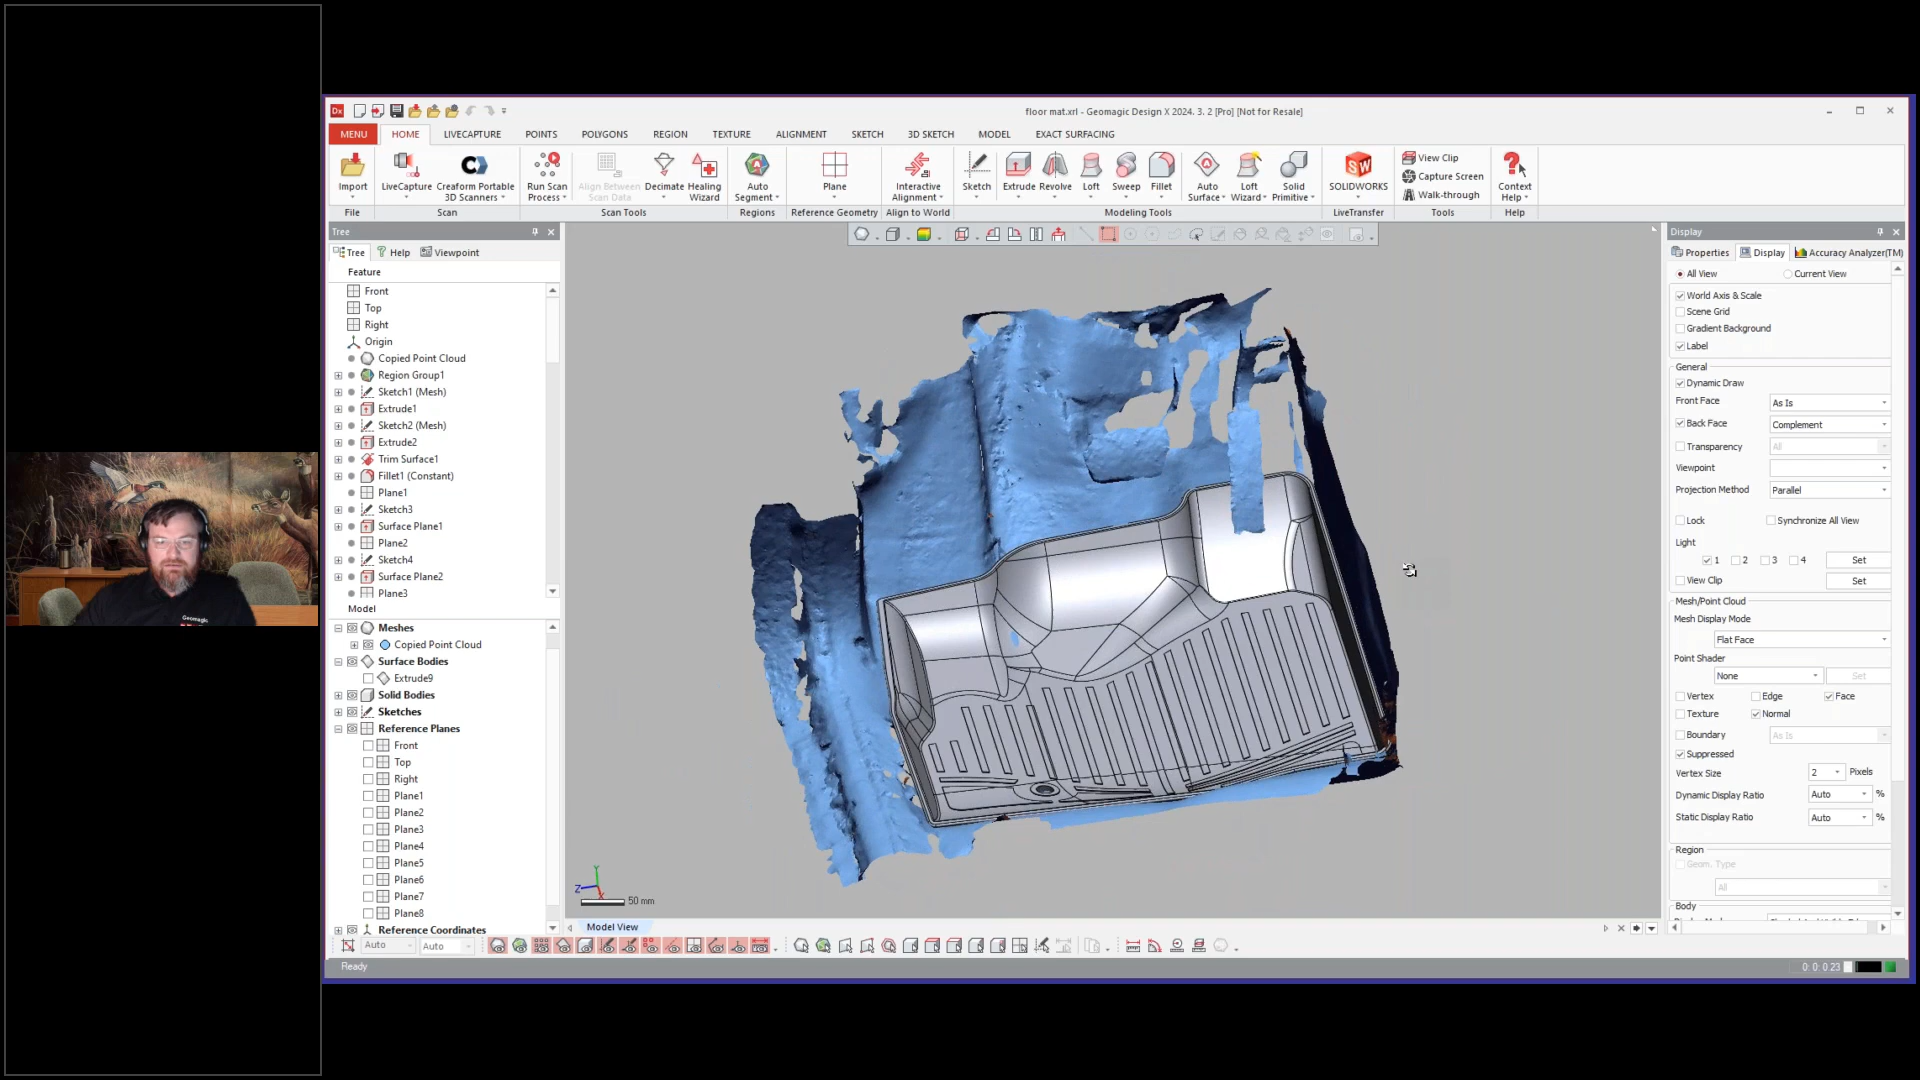 floor mat.xrl - Geomagic Design X 2024. 3. 2 [Pro] [Not for Resale]
MENU HOME LIVECAPTURE POINTS POLYGONS REGION TEXTURE ALIGNMENT SKETCH 3D SKETCH MODEL EXACT SURFACING
Import LiveCapture Creaform Portable 3D Scanners Run Scan Process Align Between Scan Data Decimate Healing Wizard Auto Segment Plane Interactive Alignment Sketch Extrude Revolve Loft Sweep Fillet Auto Surface Loft Wizard Solid Primitive SOLIDWORKS View Clip Capture Screen Walk-through Context Help
File Scan Scan Tools Regions Reference Geometry Align to World Modeling Tools LiveTransfer Tools Help
Tree
Tree Help Viewpoint
Feature
Front
Top
Right
Origin
Copied Point Cloud
Region Group1
Sketch1 (Mesh)
Extrude1
Sketch2 (Mesh)
Extrude2
Trim Surface1
Fillet1 (Constant)
Plane1
Sketch3
Surface Plane1
Plane2
Sketch4
Surface Plane2
Plane3
Model
Meshes
Copied Point Cloud
Surface Bodies
Extrude9
Solid Bodies
Sketches
Reference Planes
Front
Top
Right
Plane1
Plane2
Plane3
Plane4
Plane5
Plane6
Plane7
Plane8
Reference Coordinates
Y
Z
50 mm
Model View
Auto Auto
Ready
0: 0: 0.23
Display
Properties Display Accuracy Analyzer(TM)
All View Current View
World Axis & Scale
Scene Grid
Gradient Background
Label
General
Dynamic Draw
Front Face As Is
Back Face Complement
Transparency All
Viewpoint
Projection Method Parallel
Lock Synchronize All View
Light
1 2 3 4 Set
View Clip Set
Mesh/Point Cloud
Mesh Display Mode
Flat Face
Point Shader
None Set
Vertex Edge Face
Texture Normal
Boundary As Is
Suppressed
Vertex Size 2 Pixels
Dynamic Display Ratio Auto %
Static Display Ratio Auto %
Region
Geom. Type
All
Body
Geomagic